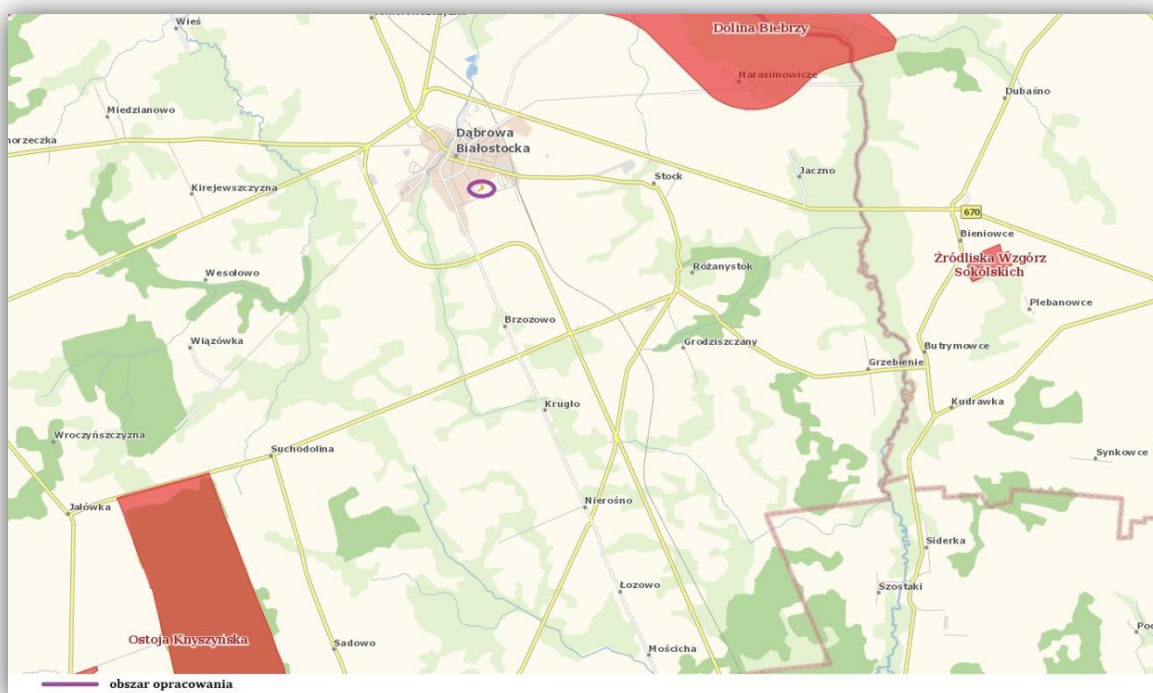 Wieś
Dolina Biebrzy
Harasimowicze
Dubaśno
Miedzianowo
Dąbrowa
Białostocka
Kirejewszczyzna
Stock
Jaczno
670
Bieniowce
Źródliska Wzgórz
Sokólskich
Wesołowo
Różanystok
Plebanowce
Brzozowo
Wiązówka
Grodziszczany
Butrymowce
Grzebienie
Krugło
Kudrawka
Wroczyńszczyzna
Suchodolina
Synkowce
Jałówka
Nierośno
Siderka
Łozowo
Szostaki
Ostoja Knyszyńska
Sadowo
Mościcha
obszar opracowania